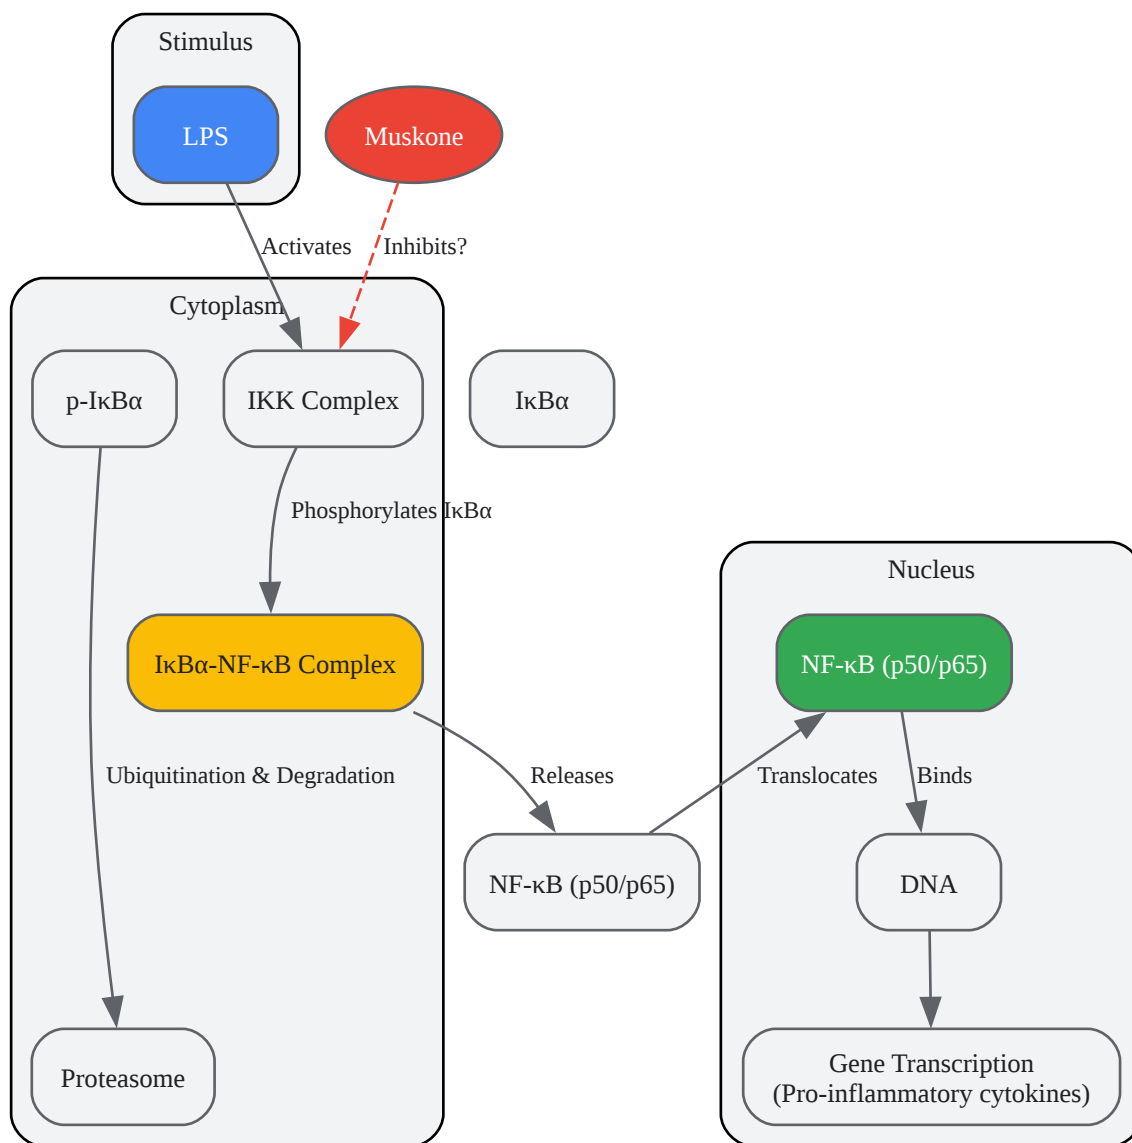 Stimulus
LPS
Muskone
Activates
Inhibits?
Cytoplasm
p-IκBα
IKK Complex
IκBα
Phosphorylates IκBα
Nucleus
IκBα-NF-κB Complex
NF-κB (p50/p65)
Ubiquitination & Degradation
Releases
Translocates
Binds
NF-κB (p50/p65)
DNA
Proteasome
Gene Transcription
(Pro-inflammatory cytokines)